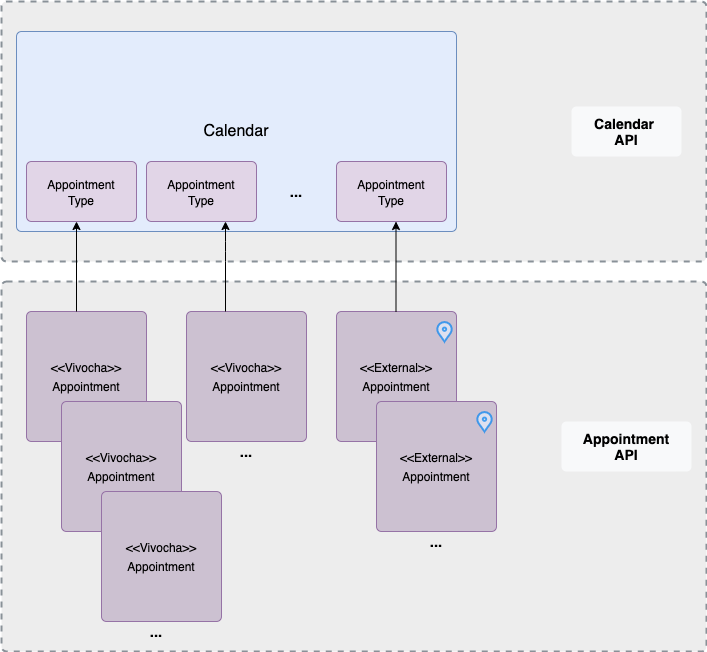 Calendar
Calendar
API
Appointment
Type
Appointment
Type
...
Appointment
Type
<<Vivocha>>
Appointment
<<Vivocha>>
Appointment
...
<<External>>
Appointment
<<Vivocha>>
Appointment
<<External>>
Appointment
...
Appointment
API
<<Vivocha>>
Appointment
...